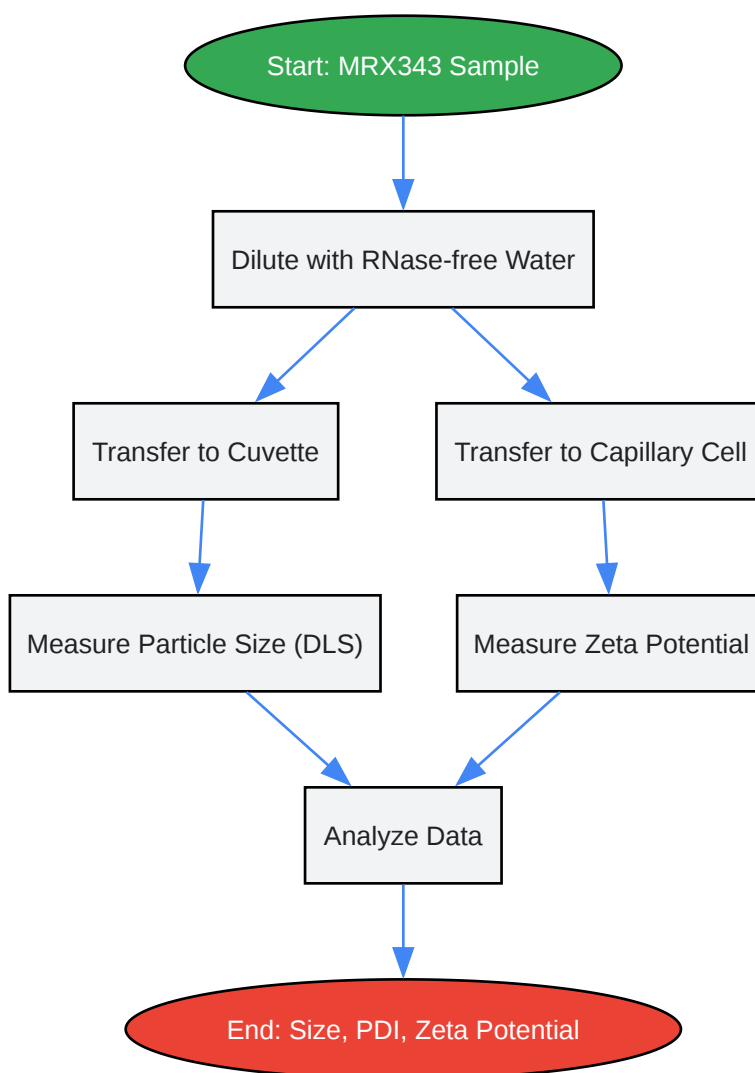 Start: MRX343 Sample
Dilute with RNase-free Water
Transfer to Cuvette
Transfer to Capillary Cell
Measure Particle Size (DLS)
Measure Zeta Potential
Analyze Data
End: Size, PDI, Zeta Potential